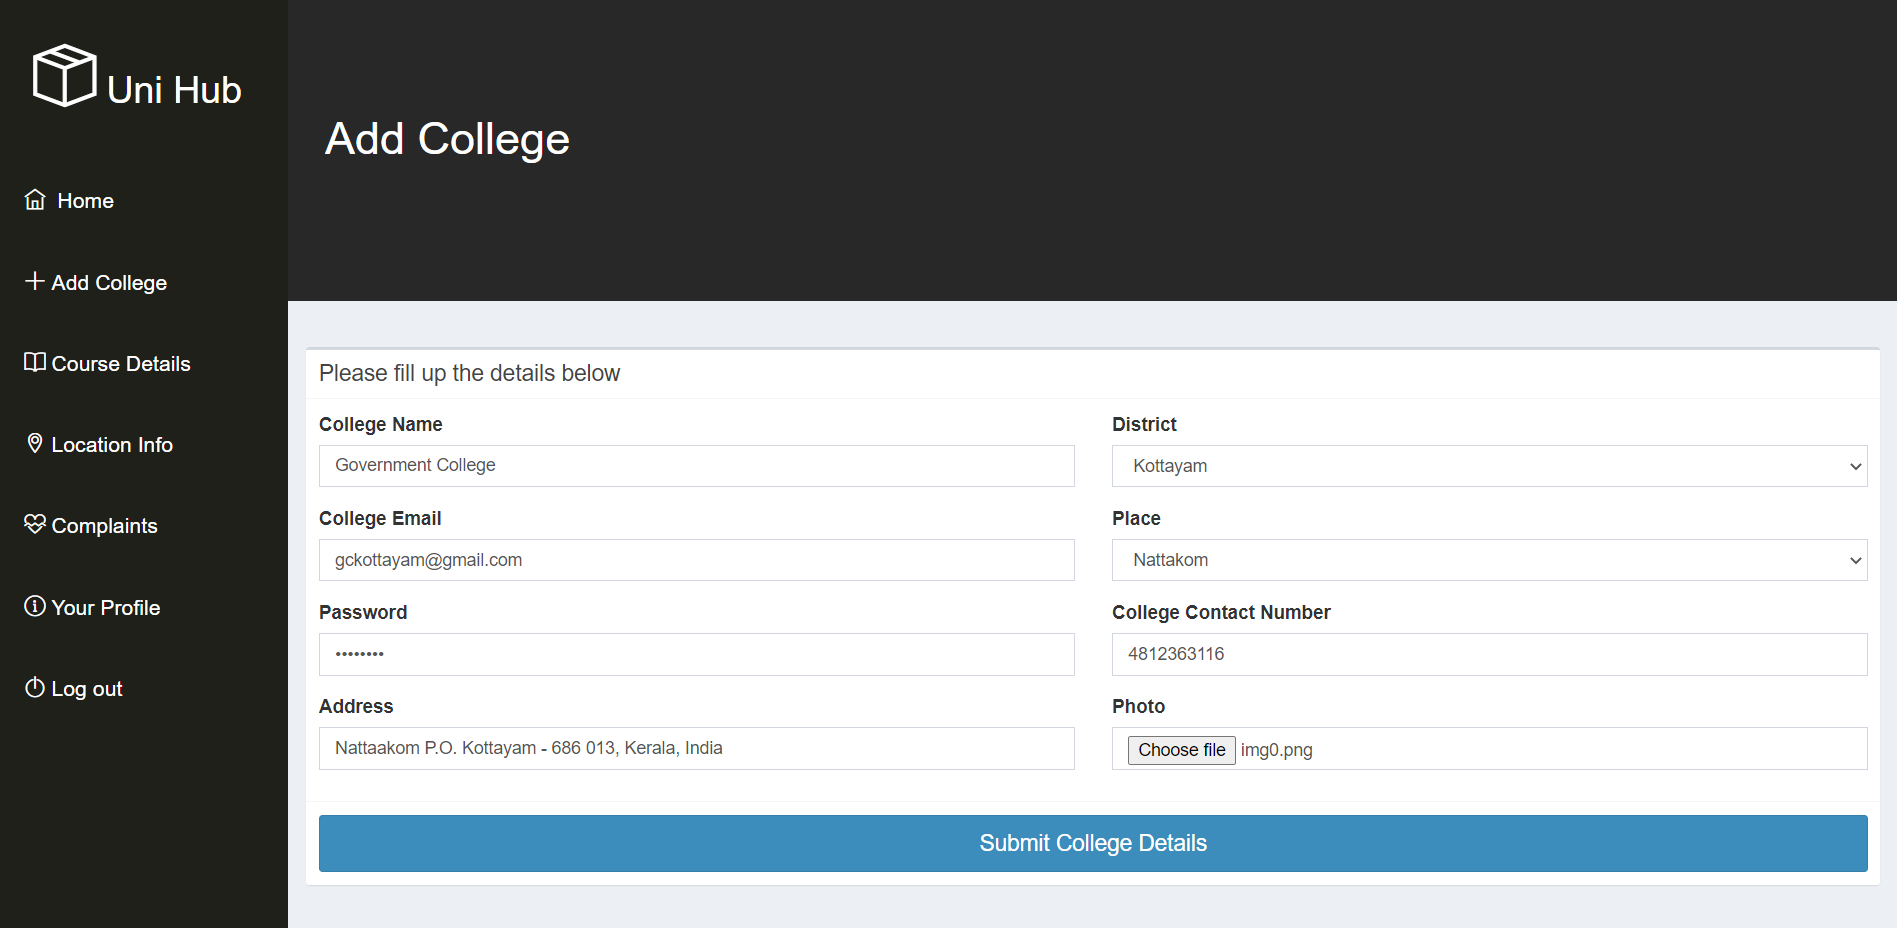 Uni Hub
Home
Add College
Course Details
Location Info
Complaints
Your Profile
Log out
Add College
Please fill up the details below
College Name
Government College
District
Kottayam
College Email
gckottayam@gmail.com
Place
Nattakom
Password
••••••••
College Contact Number
4812363116
Address
Nattaakom P.O. Kottayam - 686 013, Kerala, India
Photo
Choose file img0.png
Submit College Details